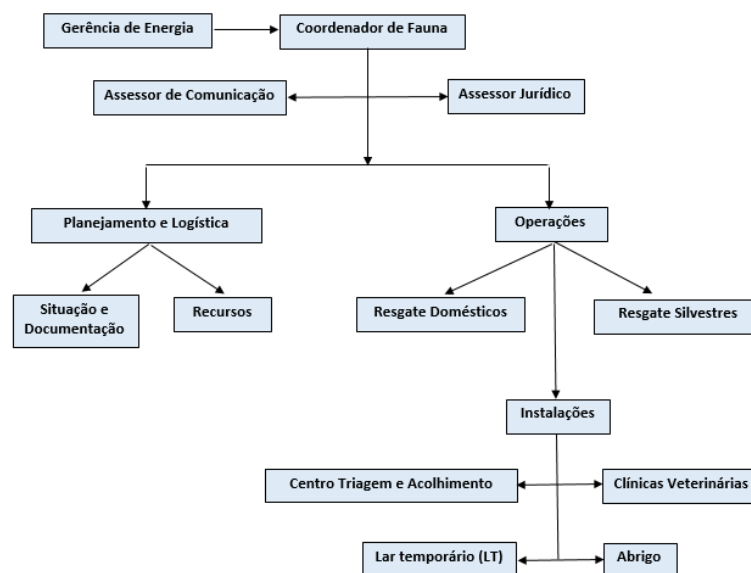 Gerência de Energia
Coordenador de Fauna
Assessor de Comunicação
Assessor Jurídico
Planejamento e Logística
Operações
Situação e
Documentação
Recursos
Resgate Domésticos
Resgate Silvestres
Instalações
Centro Triagem e Acolhimento
Clínicas Veterinárias
Lar temporário (LT)
Abrigo